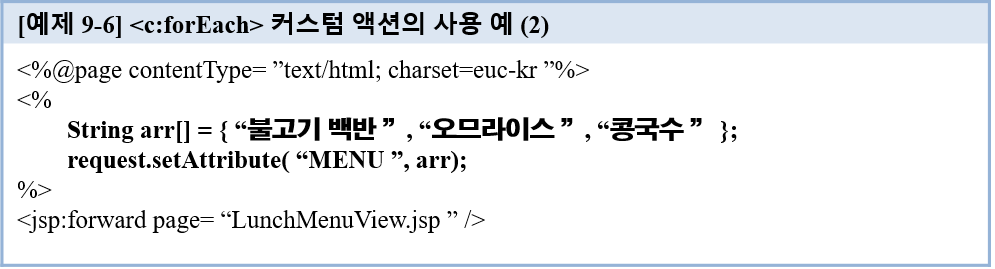 [예제 9-6] <c:forEach> 커스텀 액션의 사용 예 (2)
<%@page contentType= ”text/html; charset=euc-kr ”%>
<%
String arr[] = { “불고기 백반 ” , “오므라이스 ” , “콩국수 ” };
request.setAttribute( “MENU ”, arr);
%>
<jsp:forward page= “LunchMenuView.jsp ” />